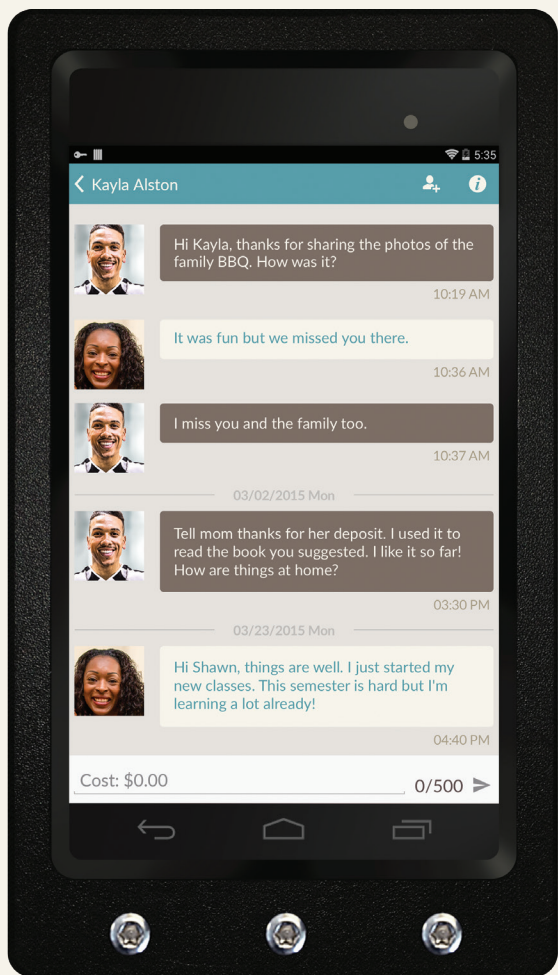 5:35
Kayla Alston
Hi Kayla, thanks for sharing the photos of the
family BBQ. How was it?
10:19 AM
It was fun but we missed you there.
10:36 AM
I miss you and the family too.
10:37 AM
03/02/2015 Mon
Tell mom thanks for her deposit. I used it to
read the book you suggested. I like it so far!
How are things at home?
03:30 PM
03/23/2015 Mon
Hi Shawn, things are well. I just started my
new classes. This semester is hard but I'm
learning a lot already!
04:40 PM
Cost: $0.00 0/500